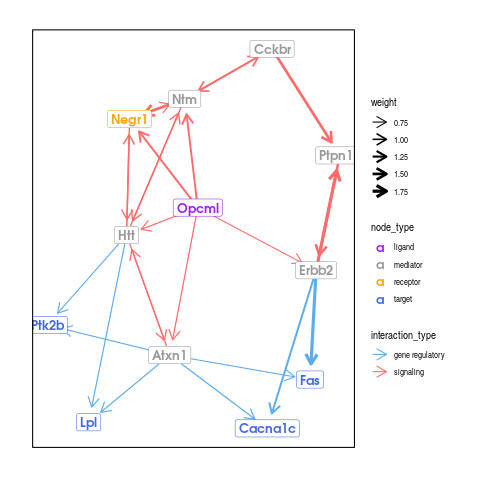 Cckbr
weight
Ntm
0.75
Negr1
1.00
Ptpn1
1.25
1.50
1.75
Opcml
node_type
Htt
a ligand
a mediator
Erbb2
a receptor
a target
Ptk2b
interaction_type
Atxn1
gene regulatory
Fas
signaling
Lpl
Cacna1c